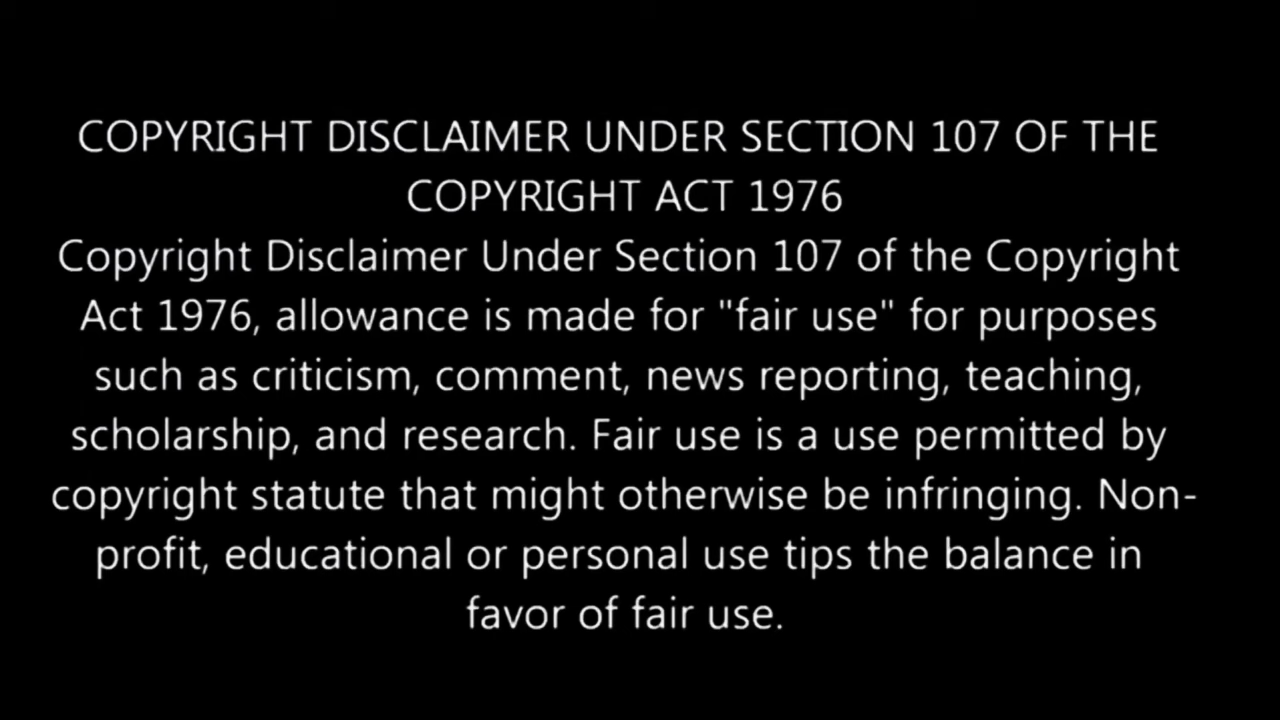 COPYRIGHT DISCLAIMER UNDER SECTION 107 OF THE
COPYRIGHT ACT 1976
Copyright Disclaimer Under Section 107 of the Copyright
Act 1976, allowance is made for "fair use" for purposes
such as criticism, comment, news reporting, teaching,
scholarship, and research. Fair use is a use permitted by
copyright statute that might otherwise be infringing. Non-
profit, educational or personal use tips the balance in
favor of fair use.